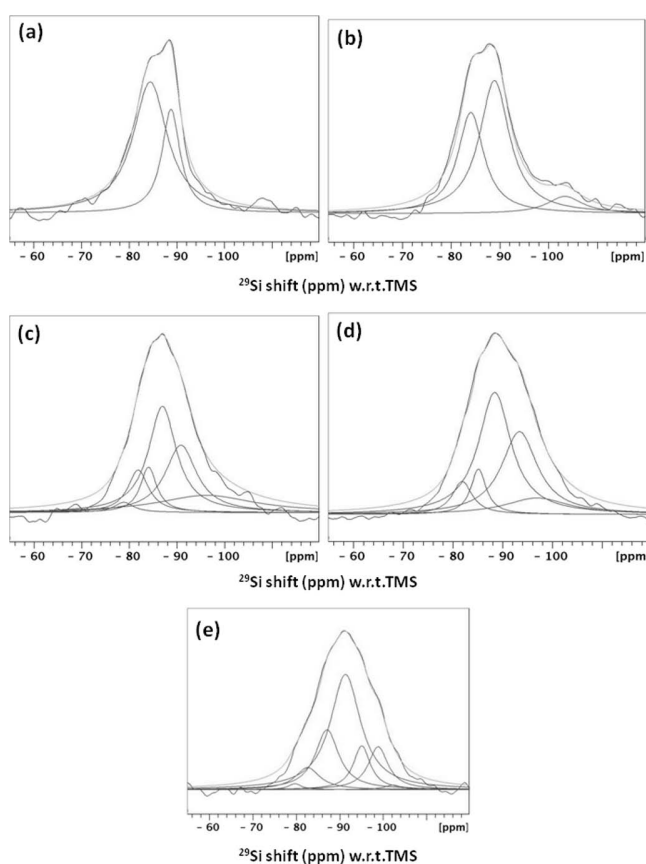 (a)
(b)
- 60 - 70 - 80 - 90 - 100 [ppm]
- 60 - 70 - 80 - 90 - 100 [ppm]
²⁹Si shift (ppm) w.r.t.TMS
(c)
(d)
- 60 - 70 - 80 - 90 - 100 [ppm]
- 70 - 80 - 90 - 100 [ppm]
²⁹Si shift (ppm) w.r.t.TMS
(e)
- 60 - 70 - 80 - 90 - 100 [ppm]
²⁹Si shift (ppm) w.r.t.TMS